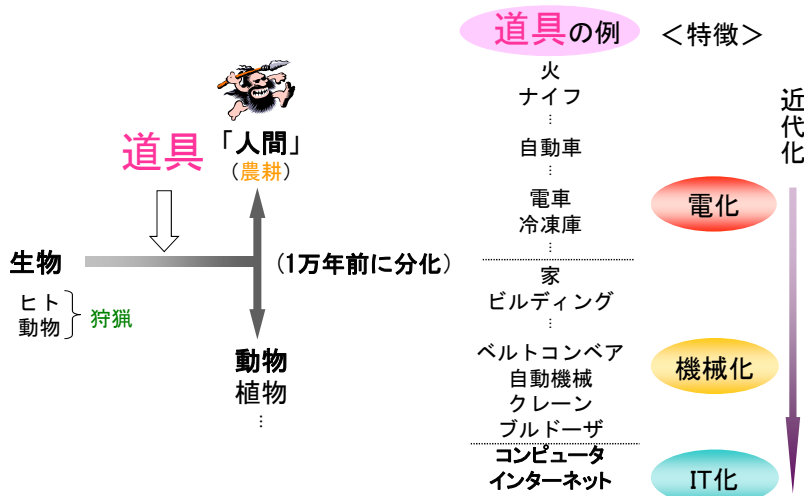 道具
「人間」
（農耕）
生物
ヒト
動物
狩猟
（1万年前に分化）
動物
植物
…
道具の例
＜特徴＞
火
ナイフ
…
自動車
…
電車
冷凍庫
…
家
ビルディング
…
ベルトコンベア
自動機械
クレーン
ブルドーザ
コンピュータ
インターネット
電化
機械化
IT化
近代化